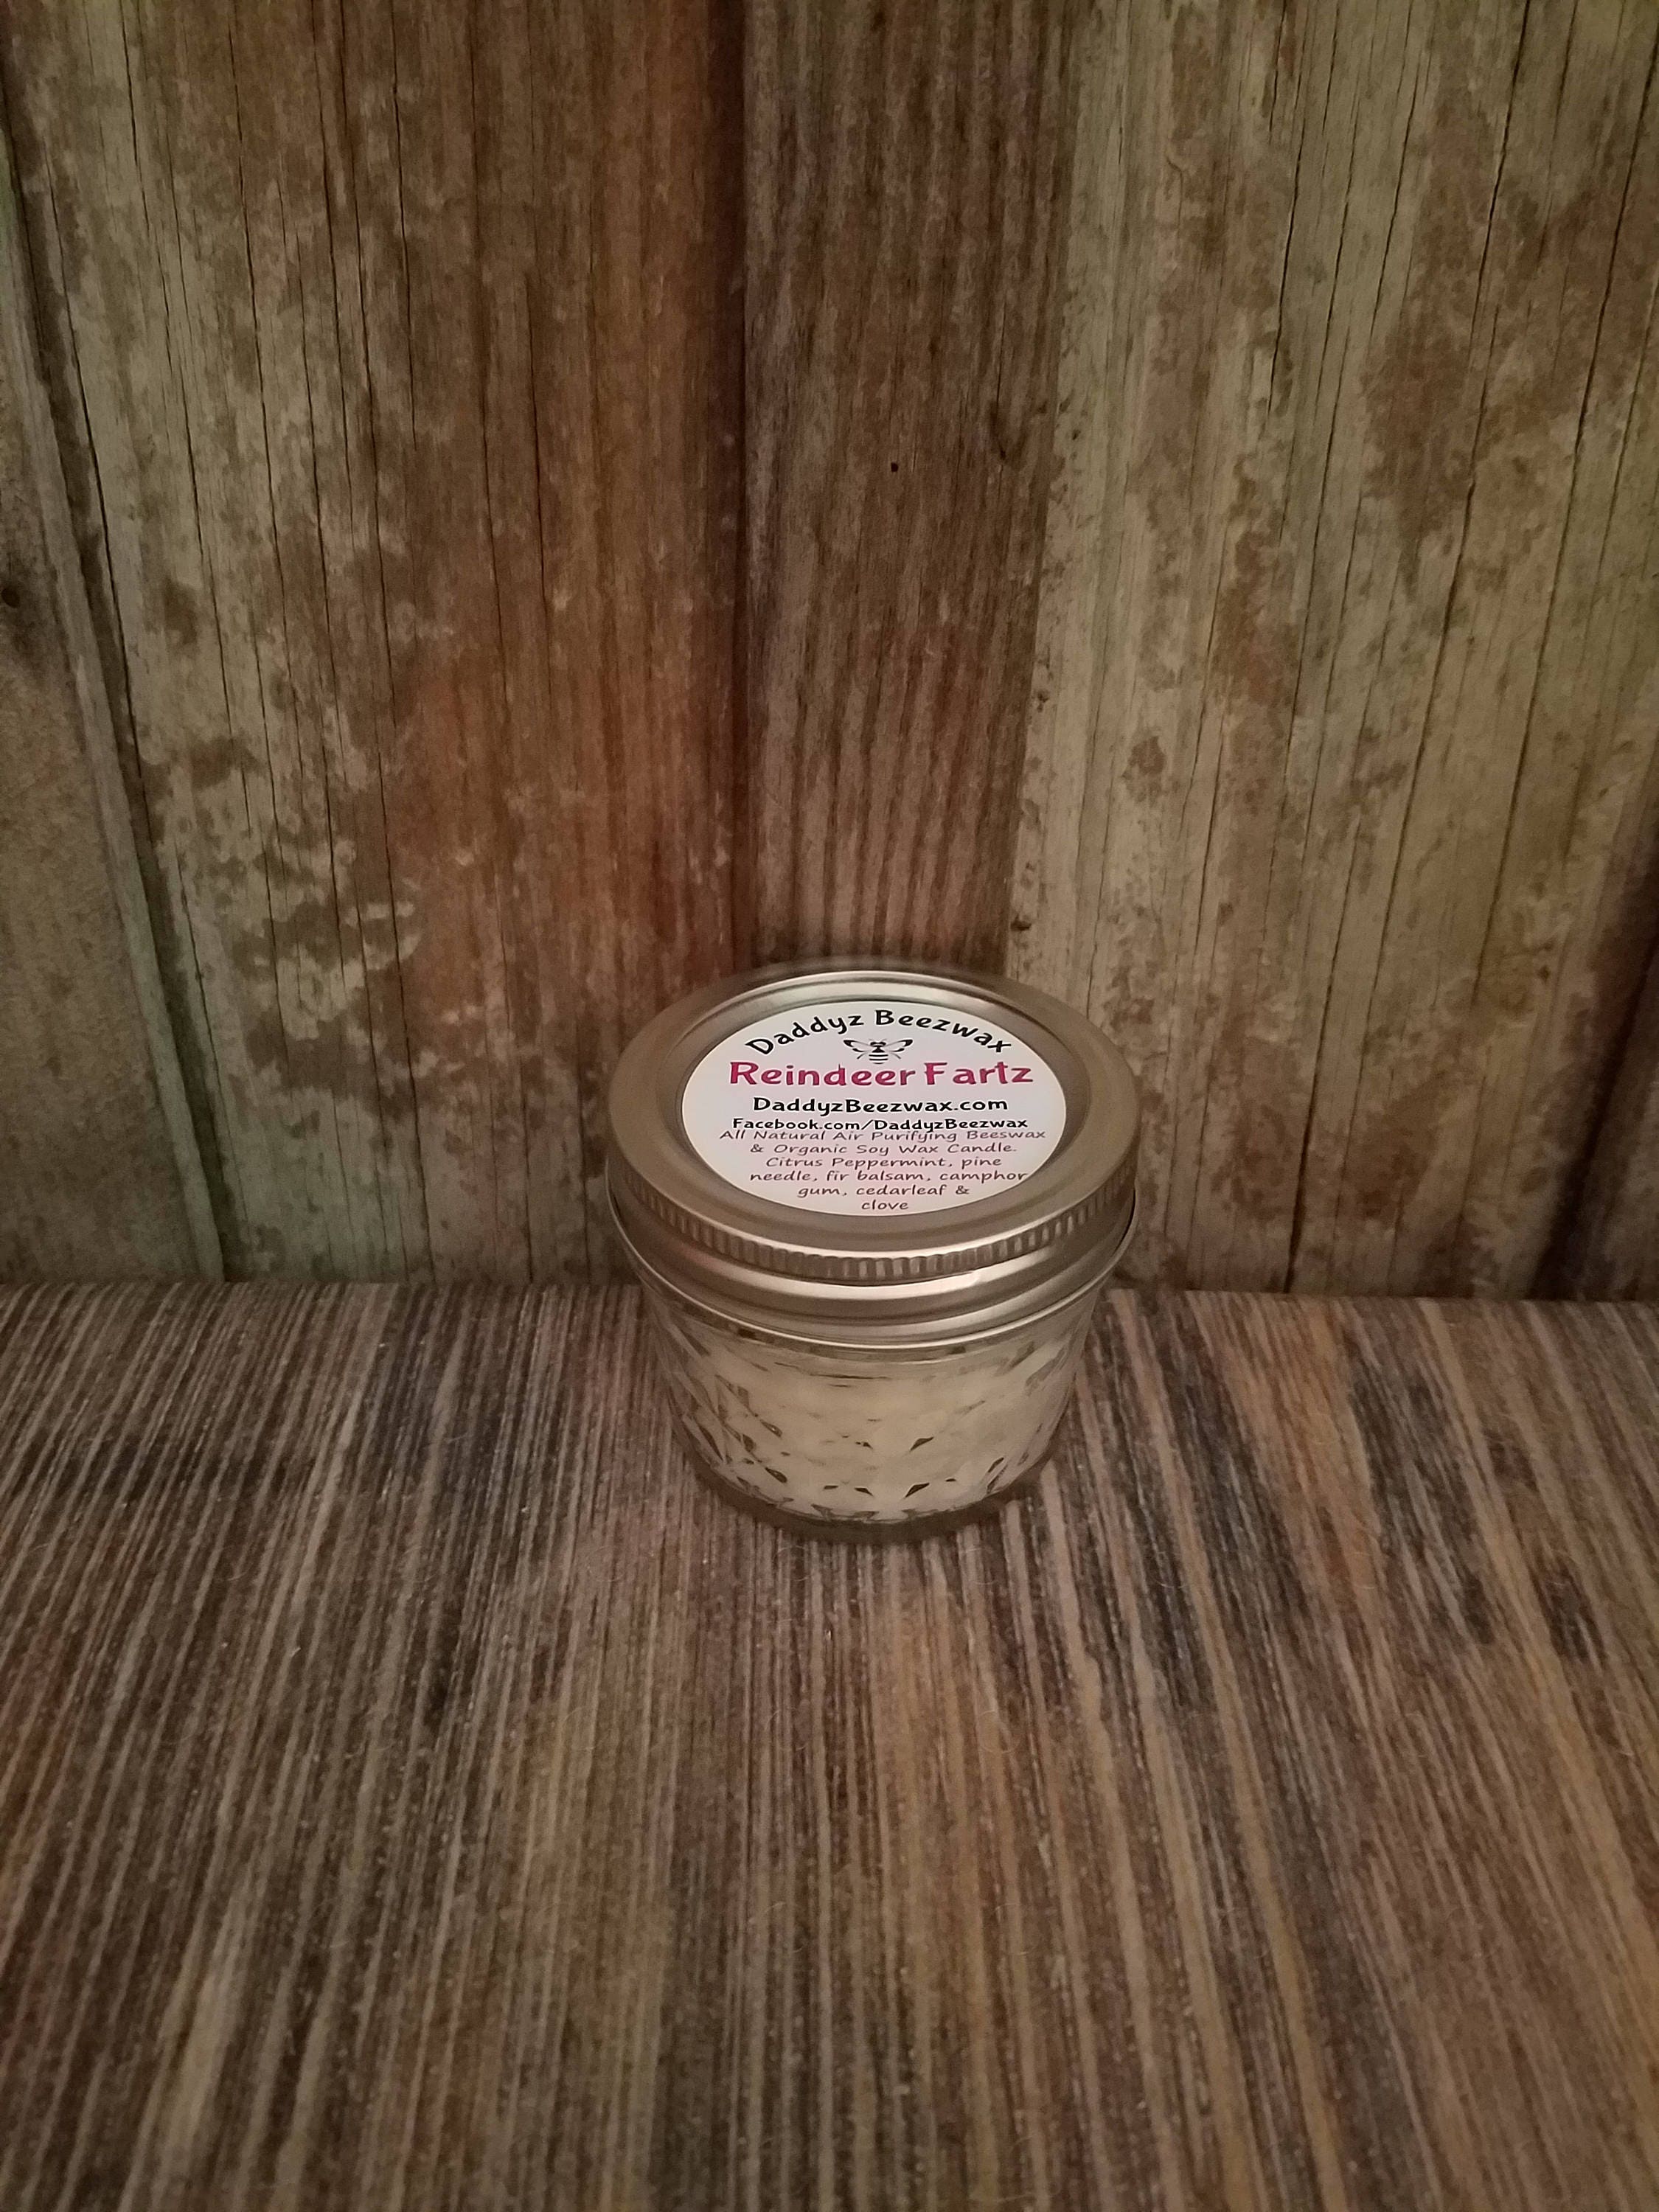 Daddyz Beezwax
Reindeer Fartz
DaddyzBeezwax.com
Facebook.com/DaddyzBeezwax
All Natural Air Purifying Beeswax
& Organic Soy Wax Candle.
Citrus Peppermint, pine
needle, fir balsam, camphor
gum, cedarleaf &
clove